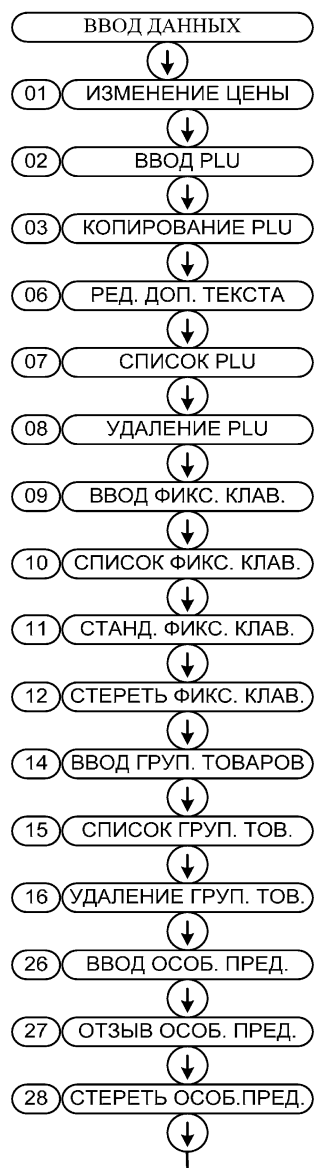 ВВОД ДАННЫХ
01 ИЗМЕНЕНИЕ ЦЕНЫ
02 ВВОД PLU
03 КОПИРОВАНИЕ PLU
06 РЕД. ДОП. ТЕКСТА
07 СПИСОК PLU
08 УДАЛЕНИЕ PLU
09 ВВОД ФИКС. КЛАВ.
10 СПИСОК ФИКС. КЛАВ.
11 СТАНД. ФИКС. КЛАВ.
12 СТЕРЕТЬ ФИКС. КЛАВ.
14 ВВОД ГРУП. ТОВАРОВ
15 СПИСОК ГРУП. ТОВ.
16 УДАЛЕНИЕ ГРУП. ТОВ.
26 ВВОД ОСОБ. ПРЕД.
27 ОТЗЫВ ОСОБ. ПРЕД.
28 СТЕРЕТЬ ОСОБ.ПРЕД.